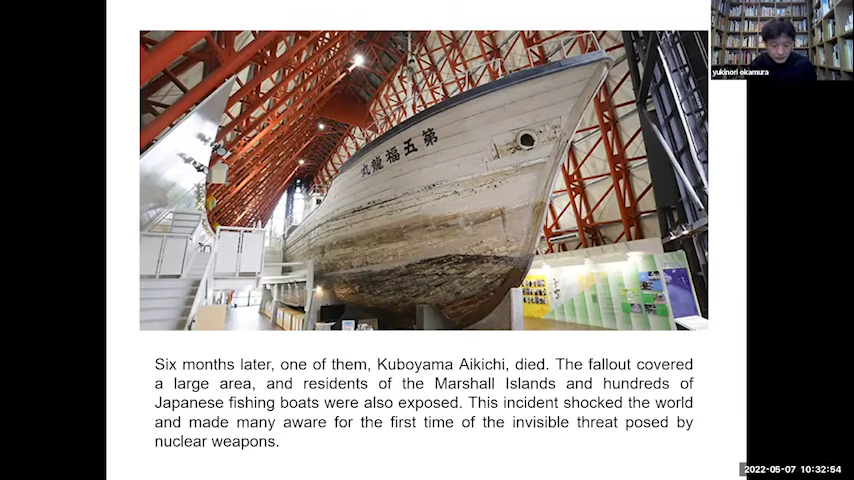 yukinori okamura
第五福龍丸
Six months later, one of them, Kuboyama Aikichi, died. The fallout covered
a large area, and residents of the Marshall Islands and hundreds of
Japanese fishing boats were also exposed. This incident shocked the world
and made many aware for the first time of the invisible threat posed by
nuclear weapons.
2022-05-07 10:32:54